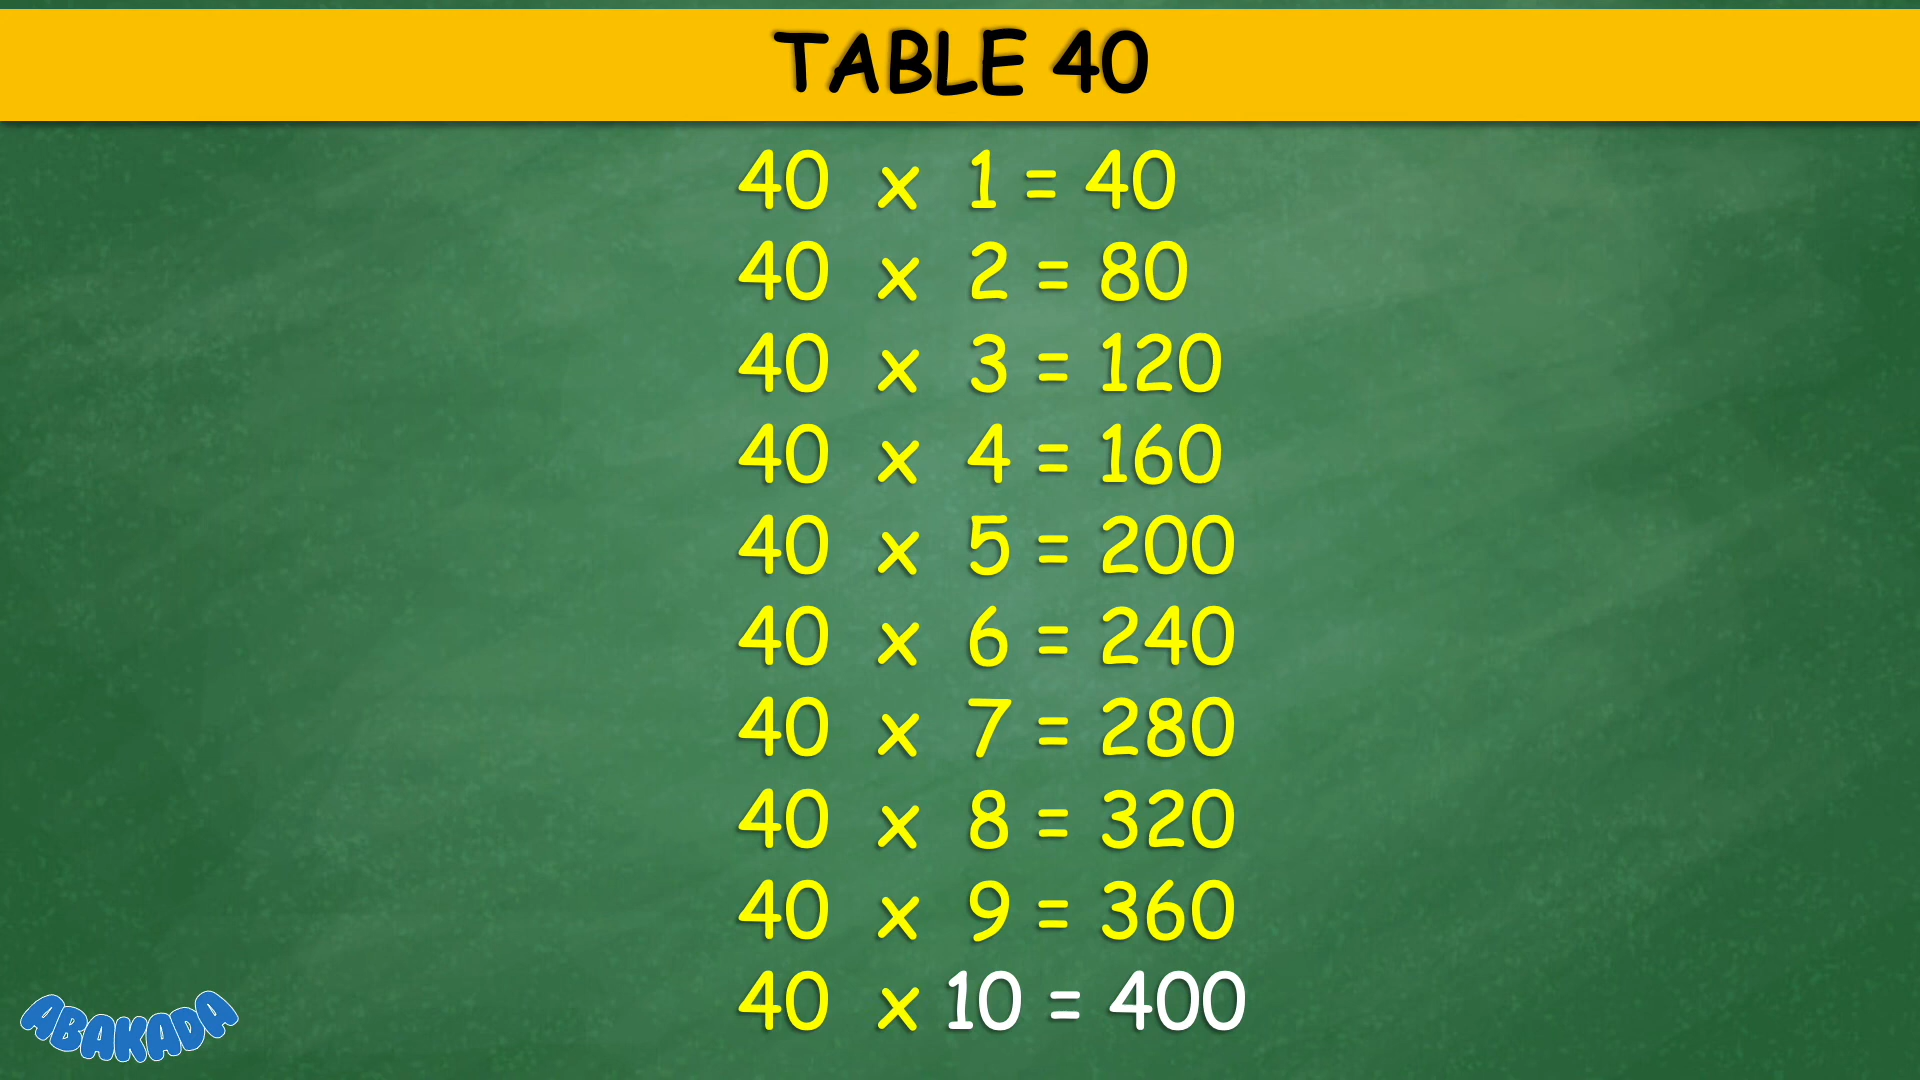 TABLE 40
40 x 1 = 40
40 x 2 = 80
40 x 3 = 120
40 x 4 = 160
40 x 5 = 200
40 x 6 = 240
40 x 7 = 280
40 x 8 = 320
40 x 9 = 360
40 x 10 = 400
ABAKADA